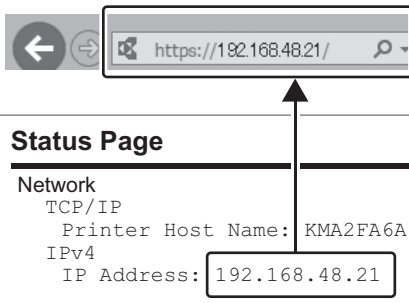 https://192.168.48.21/
Status Page
Network
TCP/IP
Printer Host Name: KMA2FA6A
IPv4
IP Address: 192.168.48.21